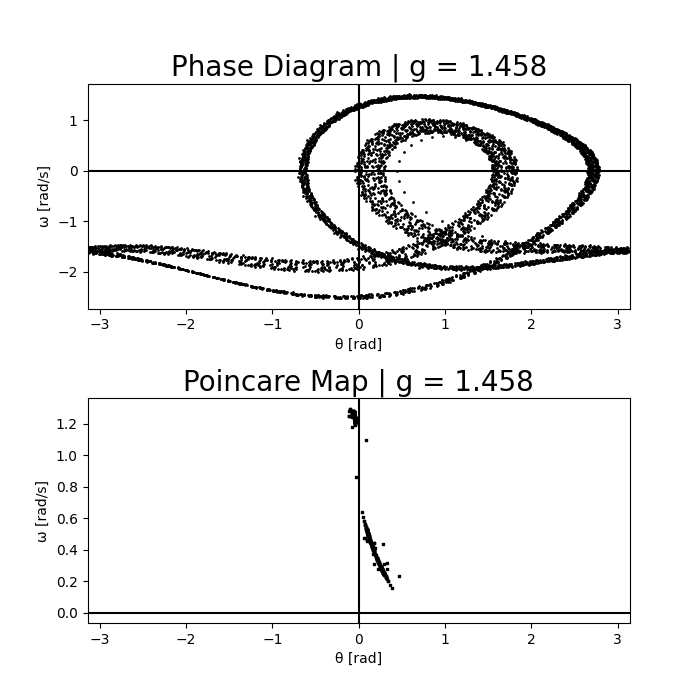 Phase Diagram | g = 1.458
1
0
−1
−2
ω [rad/s]
−3 −2 −1 0 1 2 3
θ [rad]
Poincare Map | g = 1.458
1.2
1.0
0.8
0.6
0.4
0.2
0.0
ω [rad/s]
−3 −2 −1 0 1 2 3
θ [rad]